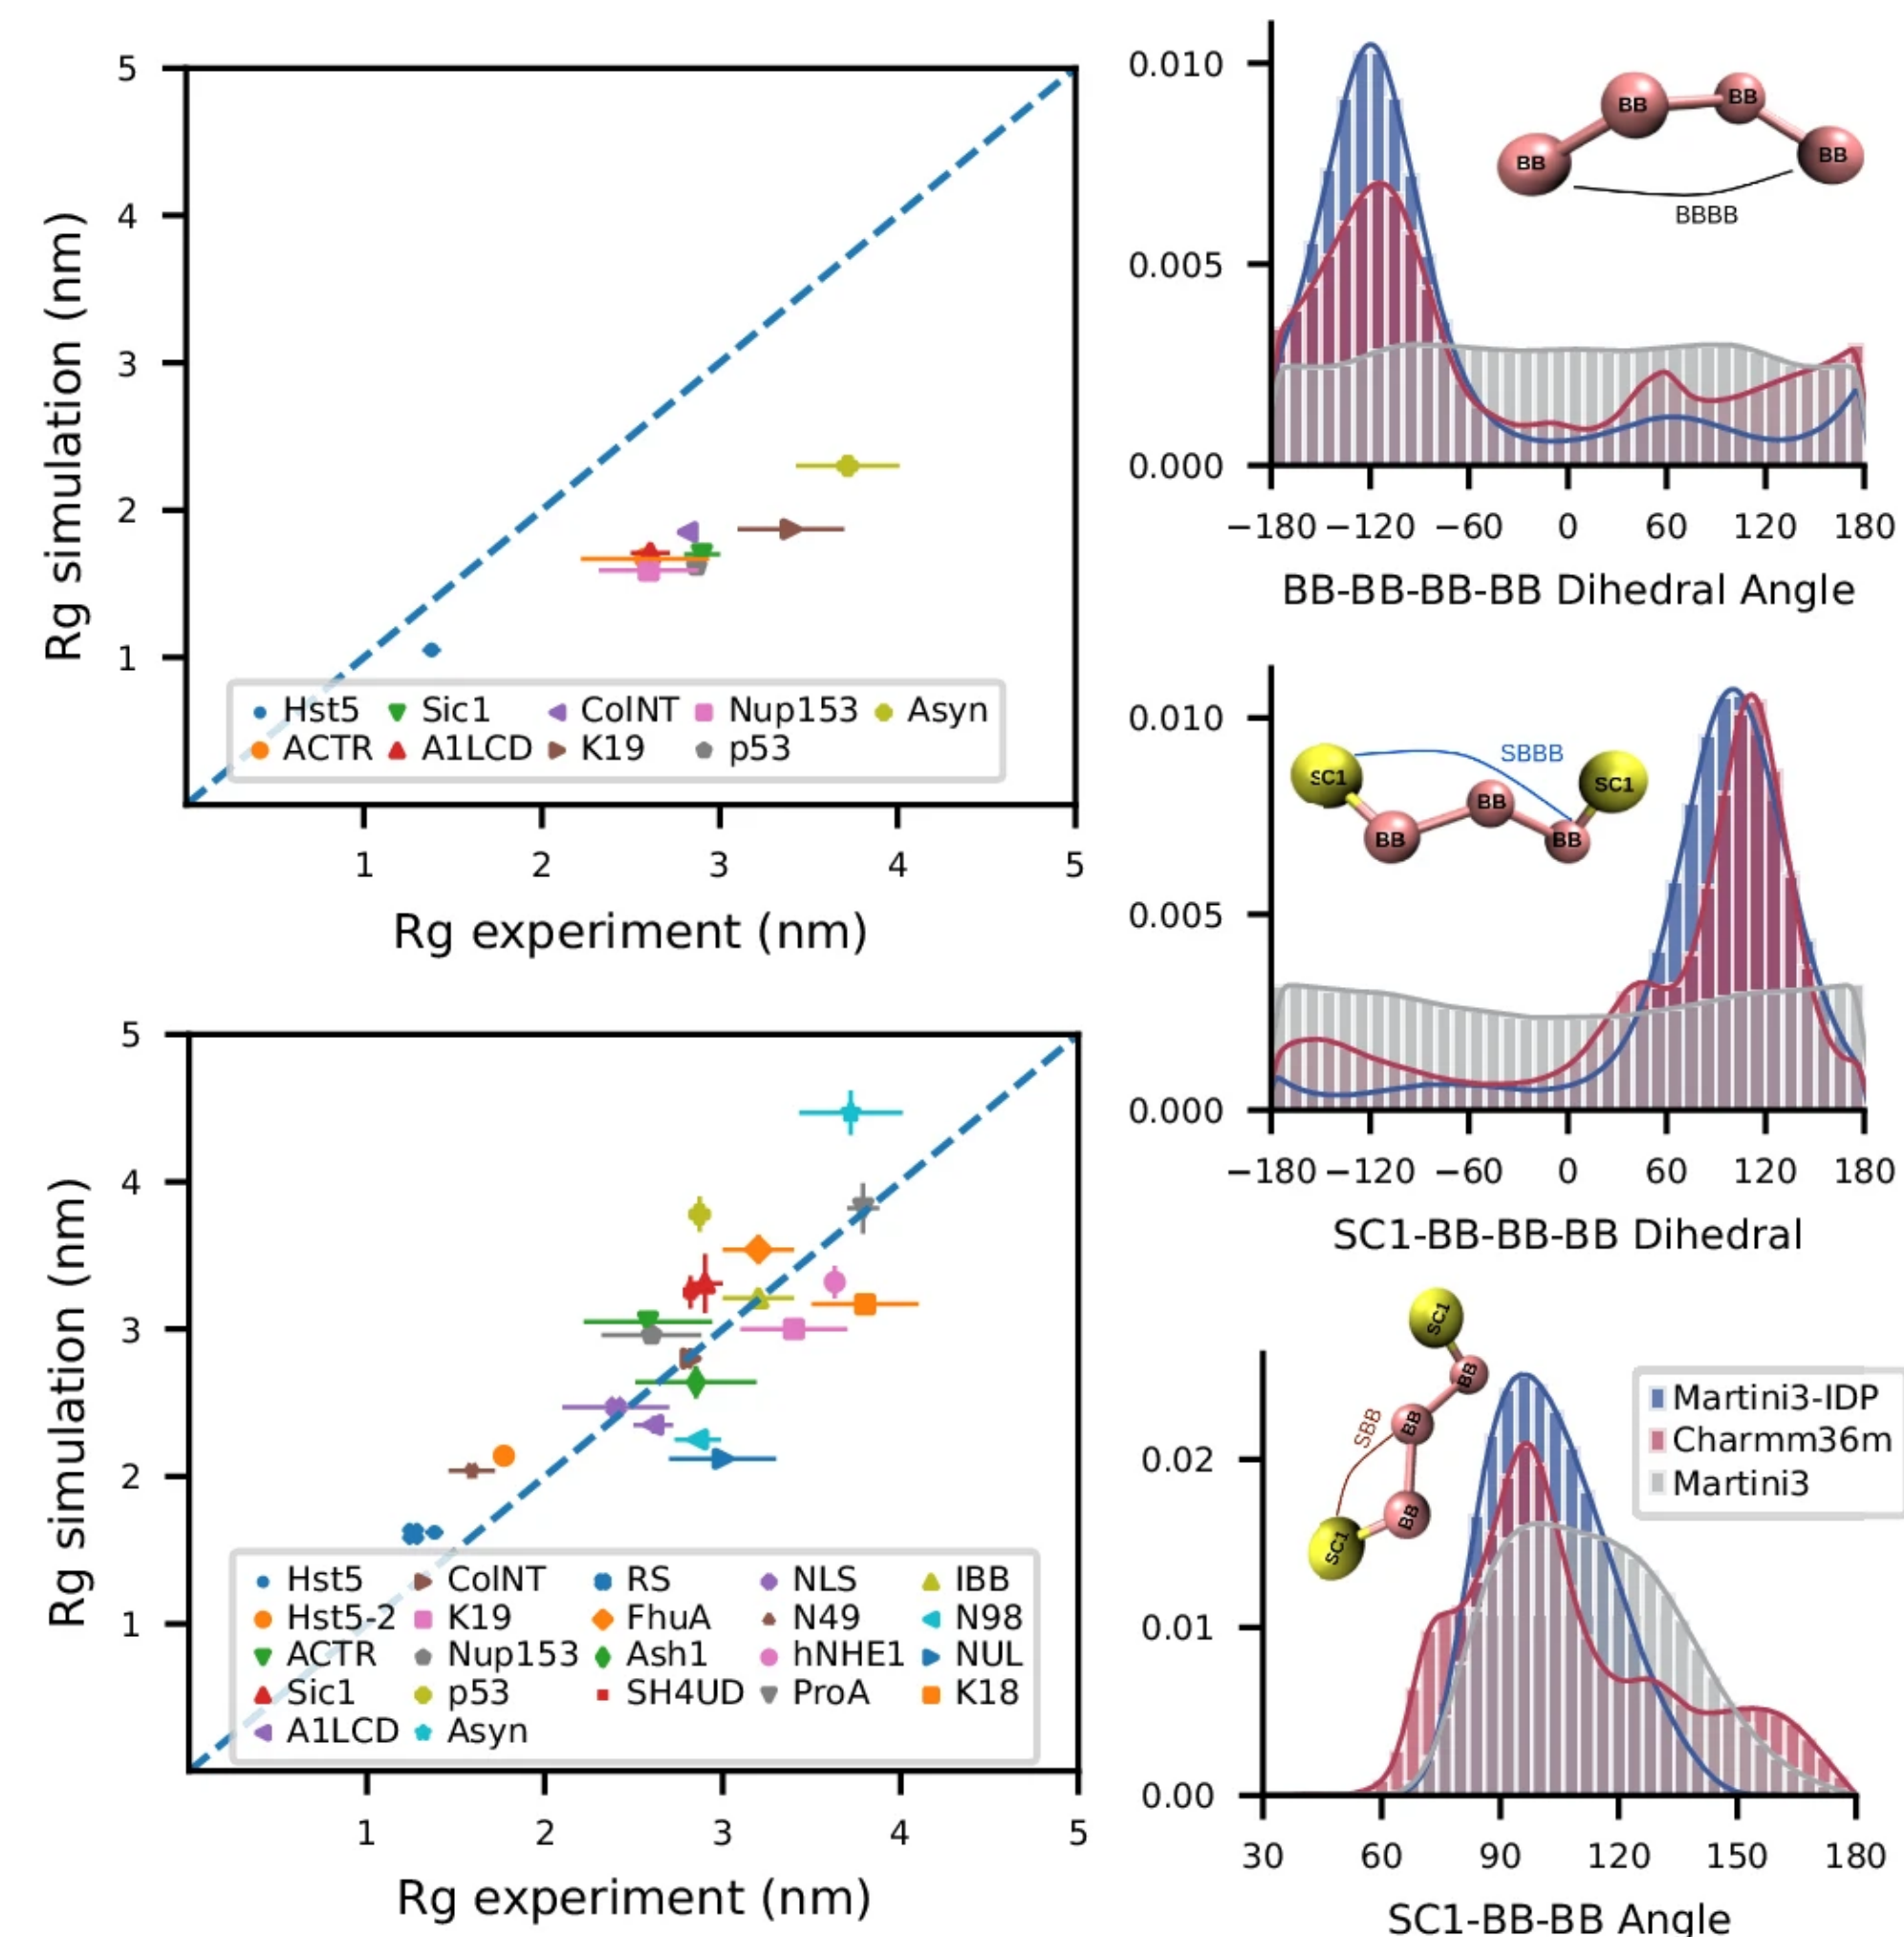 5
4
3
2
1
Rg simulation (nm)
Hst5 Sic1 ColNT Nup153 Asyn
ACTR A1LCD K19 p53
1 2 3 4 5
Rg experiment (nm)
0.010
0.005
0.000
BB BB BB BB
BBBB
−180 −120 −60 0 60 120 180
BB-BB-BB-BB Dihedral Angle
0.010
0.005
0.000
SBBB
SC1 BB BB BB SC1
−180 −120 −60 0 60 120 180
SC1-BB-BB-BB Dihedral
5
4
3
2
1
Rg simulation (nm)
Hst5 ColNT RS NLS IBB
Hst5-2 K19 FhuA N49 N98
ACTR Nup153 Ash1 hNHE1 NUL
Sic1 p53 SH4UD ProA K18
A1LCD Asyn
1 2 3 4 5
Rg experiment (nm)
SC1
BB
BB
SBB
BB
SC1
Martini3-IDP
Charmm36m
Martini3
0.02
0.01
0.00
30 60 90 120 150 180
SC1-BB-BB Angle